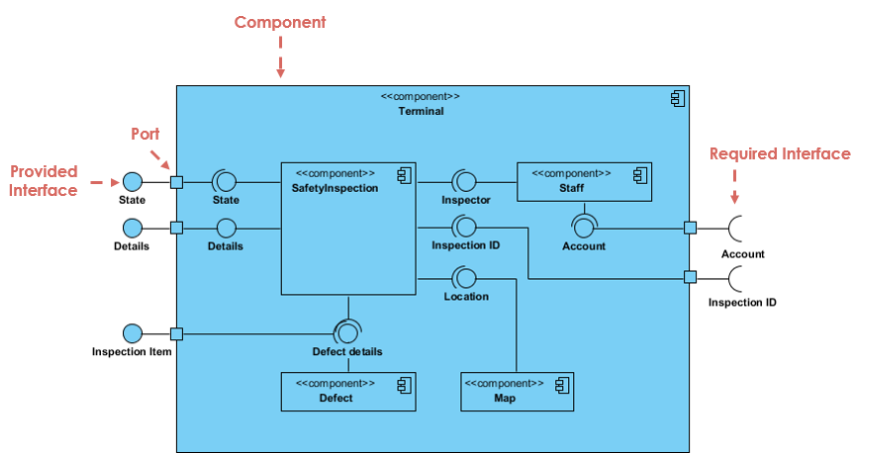 Component
<<component>>
Terminal
Port
Provided
Interface
Required Interface
<<component>>
SafetyInspection
<<component>>
Staff
State
State
Inspector
Details
Details
Inspection ID
Account
Account
Location
Inspection ID
Inspection Item
Defect details
<<component>>
Defect
<<component>>
Map